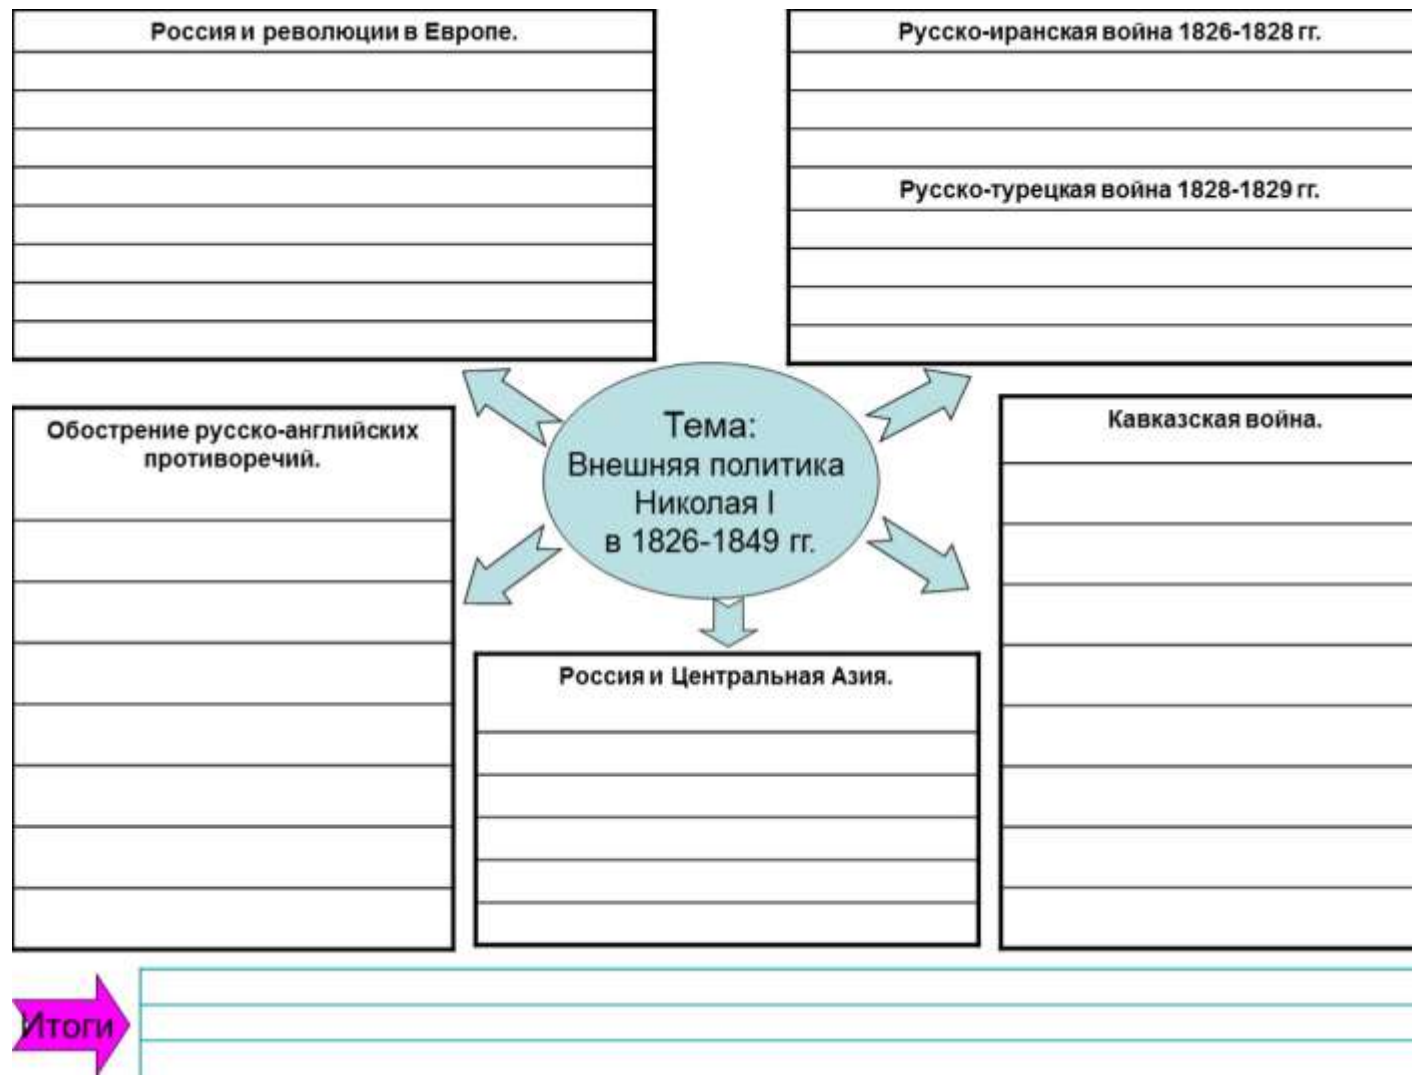 Россия и революции в Европе.
Русско-иранская война 1826-1828 гг.
Русско-турецкая война 1828-1829 гг.
Обострение русско-английских
противоречий.
Тема:
Внешняя политика
Николая I
в 1826-1849 гг.
Кавказская война.
Россия и Центральная Азия.
Итоги